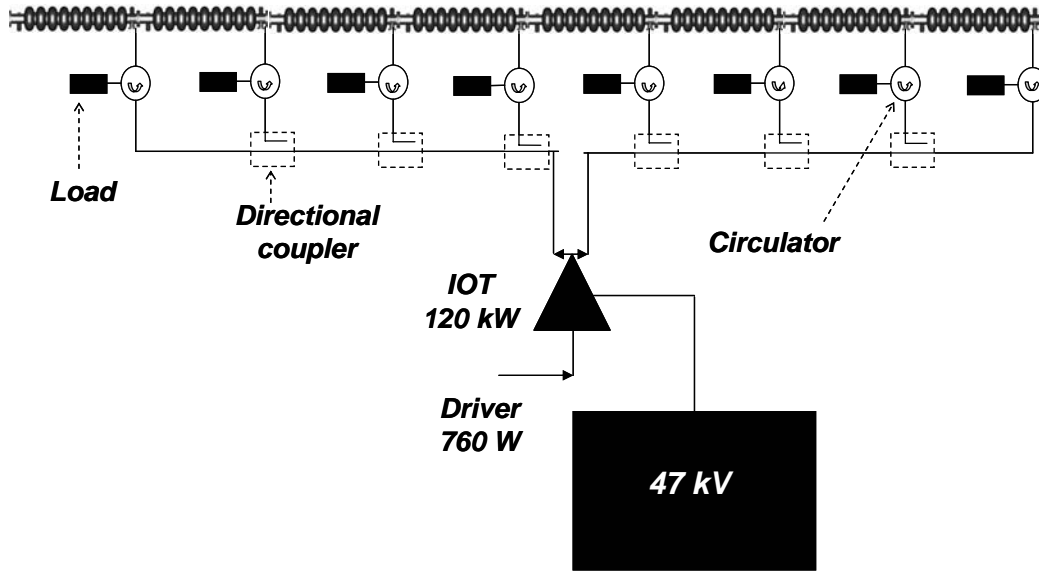 Load
Directional
coupler
Circulator
IOT
120 kW
Driver
760 W
47 kV